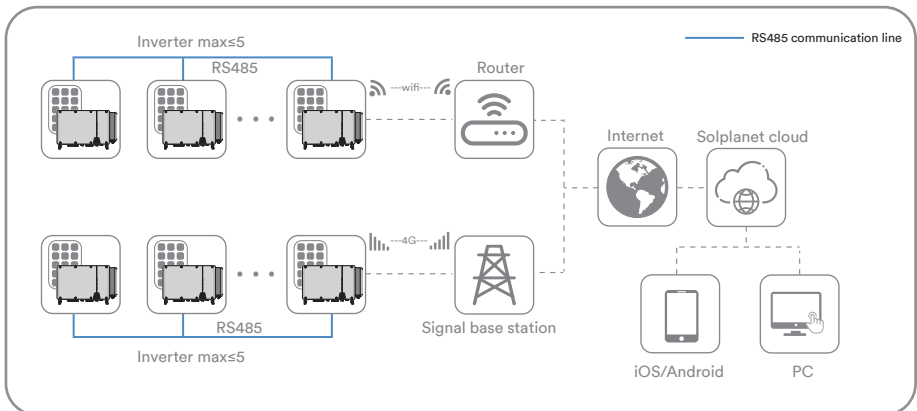 Inverter max≤5
RS485 communication line
RS485
---wifi---
Router
Internet
Solplanet cloud
---4G---
RS485
Signal base station
Inverter max≤5
iOS/Android
PC